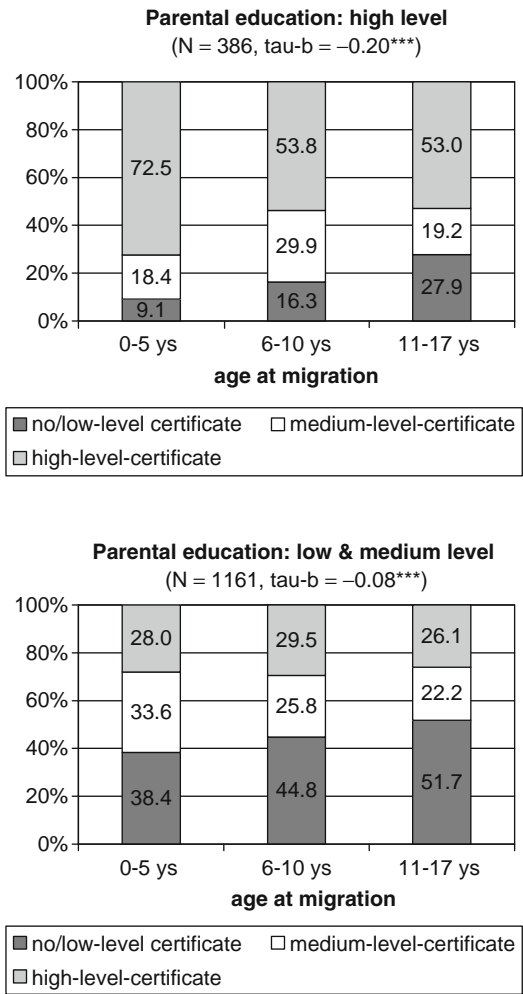 Parental education: high level
(N = 386, tau-b = –0.20***)
100%
80%
60%
40%
20%
0%
72.5
53.8
53.0
18.4
29.9
19.2
9.1
16.3
27.9
0-5 ys
6-10 ys
11-17 ys
age at migration
no/low-level certificate
medium-level-certificate
high-level-certificate
Parental education: low & medium level
(N = 1161, tau-b = –0.08***)
100%
80%
60%
40%
20%
0%
28.0
29.5
26.1
33.6
25.8
22.2
38.4
44.8
51.7
0-5 ys
6-10 ys
11-17 ys
age at migration
no/low-level certificate
medium-level-certificate
high-level-certificate